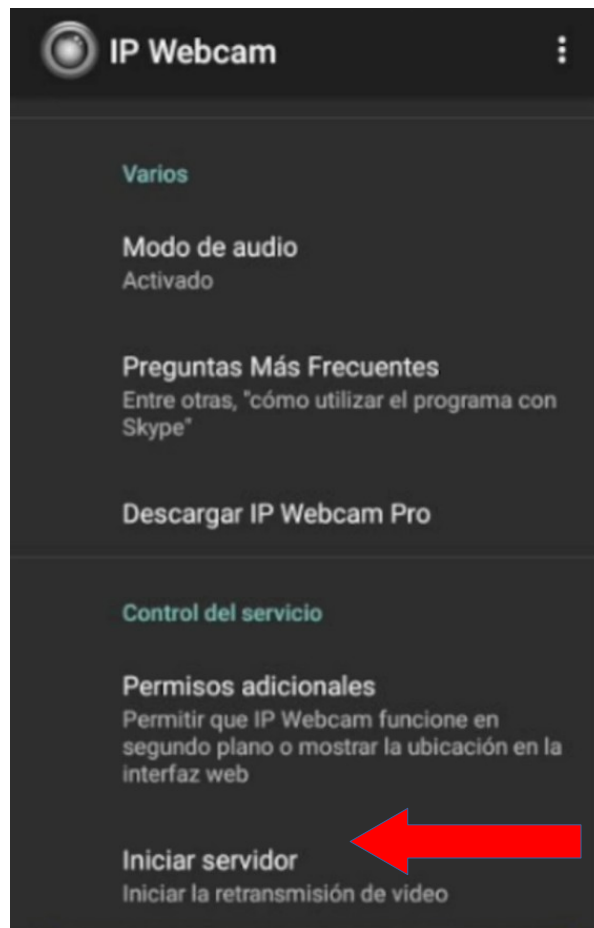 IP Webcam
Varios
Modo de audio
Activado
Preguntas Más Frecuentes
Entre otras, "cómo utilizar el programa con
Skype"
Descargar IP Webcam Pro
Control del servicio
Permisos adicionales
Permitir que IP Webcam funcione en
segundo plano o mostrar la ubicación en la
interfaz web
Iniciar servidor
Iniciar la retransmisión de video